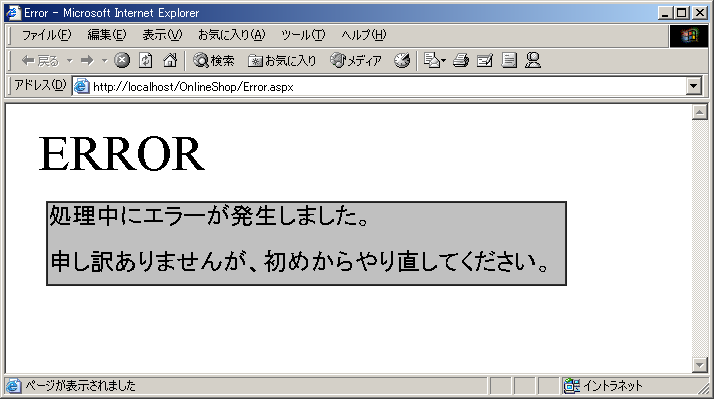 Error - Microsoft Internet Explorer
ファイル(F) 編集(E) 表示(V) お気に入り(A) ツール(T) ヘルプ(H)
戻る 検索 お気に入り メディア
アドレス(D) http://localhost/OnlineShop/Error.aspx
ERROR
処理中にエラーが発生しました。
申し訳ありませんが、初めからやり直してください。
ページが表示されました イントラネット